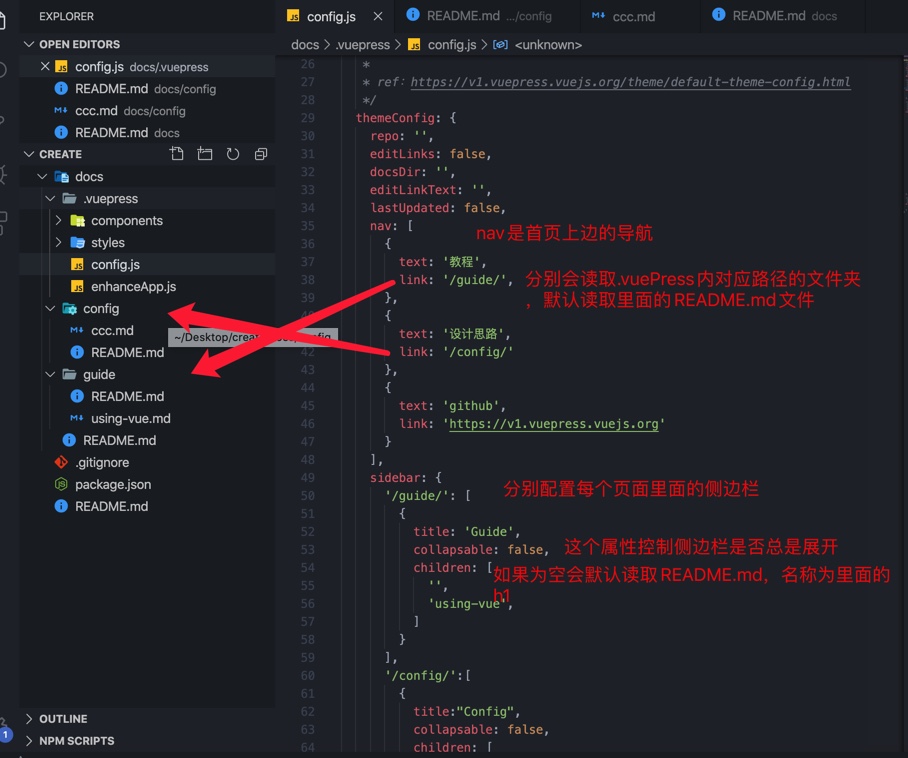 EXPLORER
OPEN EDITORS
config.js docs/.vuepress
README.md docs/config
ccc.md docs/config
README.md docs
CREATE
docs
.vuepress
components
styles
config.js
enhanceApp.js
config
ccc.md
README.md
guide
README.md
using-vue.md
README.md
.gitignore
package.json
README.md
OUTLINE
NPM SCRIPTS
1
~/Desktop/crea
config.js
README.md .../config
ccc.md
README.md docs
docs > .vuepress > config.js > <unknown>
26 *
27 * ref: https://v1.vuepress.vuejs.org/theme/default-theme-config.html
28 */
29 themeConfig: {
30 repo: '',
31 editLinks: false,
32 docsDir: '',
33 editLinkText: '',
34 lastUpdated: false,
35 nav: [
nav是首页上边的导航
36 {
37 text: '教程',
38 link: '/guide/',
分别会读取.vuePress内对应路径的文件夹
，默认读取里面的README.md文件
39 },
40 {
41 text: '设计思路',
42 link: '/config/'
43 },
44 {
45 text: 'github',
46 link: 'https://v1.vuepress.vuejs.org'
47 }
48 ],
49 sidebar: {
50 '/guide/': [
分别配置每个页面里面的侧边栏
51 {
52 title: 'Guide',
53 collapsable: false,
这个属性控制侧边栏是否总是展开
54 children: [
如果为空会默认读取README.md，名称为里面的
h1
55 '',
56 'using-vue',
57 ]
58 }
59 ],
60 '/config/':[
61 {
62 title:"Config",
63 collapsable: false,
64 children: [